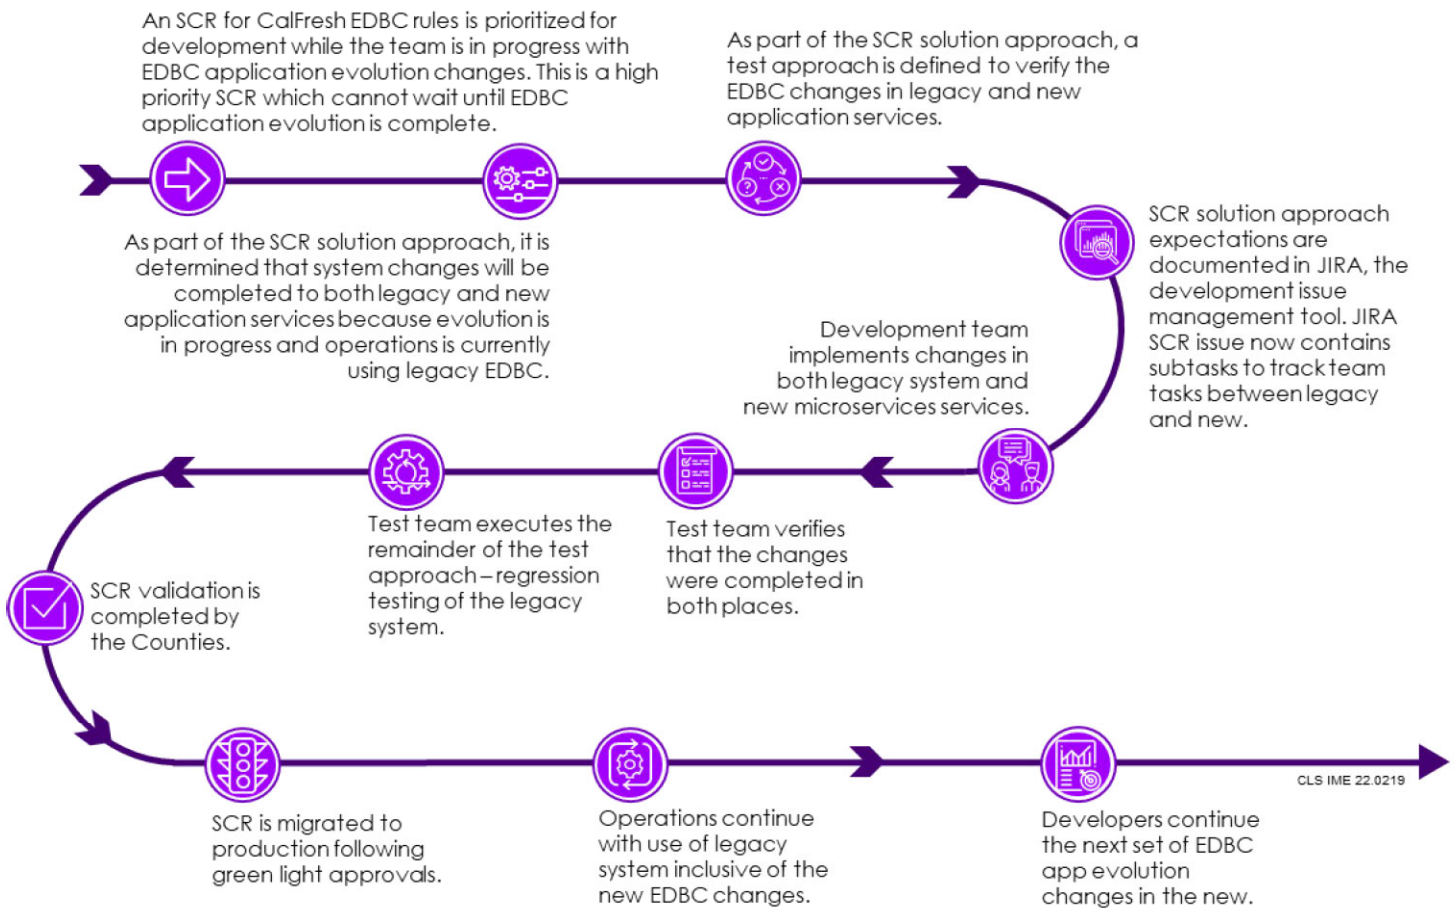 An SCR for CalFresh EDBC rules is prioritized for
development while the team is in progress with
EDBC application evolution changes. This is a high
priority SCR which cannot wait until EDBC
application evolution is complete.
As part of the SCR solution approach, it is
determined that system changes will be
completed to both legacy and new
application services because evolution is
in progress and operations is currently
using legacy EDBC.
As part of the SCR solution approach, a
test approach is defined to verify the
EDBC changes in legacy and new
application services.
?
SCR solution approach
expectations are
documented in JIRA, the
development issue
management tool. JIRA
SCR issue now contains
subtasks to track team
tasks between legacy
and new.
Development team
implements changes in
both legacy system and
new microservices services.
Test team verifies
that the changes
were completed in
both places.
Test team executes the
remainder of the test
approach – regression
testing of the legacy
system.
SCR validation is
completed by
the Counties.
SCR is migrated to
production following
green light approvals.
Operations continue
with use of legacy
system inclusive of the
new EDBC changes.
Developers continue
the next set of EDBC
app evolution
changes in the new.
CLS IME 22.0219